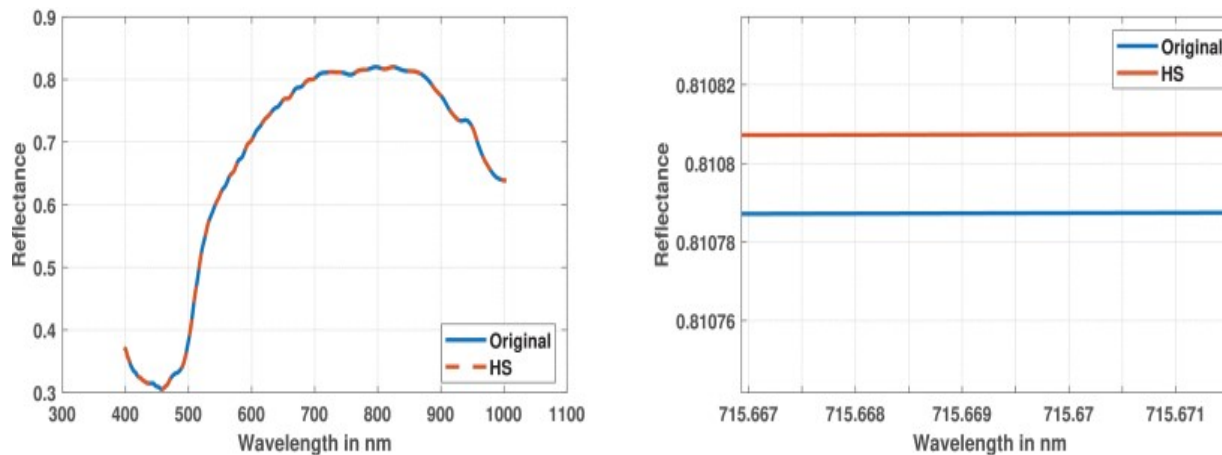 0.9
0.8
0.7
0.6
0.5
0.4
0.3
Reflectance
300 400 500 600 700 800 900 1000 1100
Wavelength in nm
Original
HS
0.81082
0.8108
0.81078
0.81076
Reflectance
715.667 715.668 715.669 715.67 715.671
Wavelength in nm
Original
HS